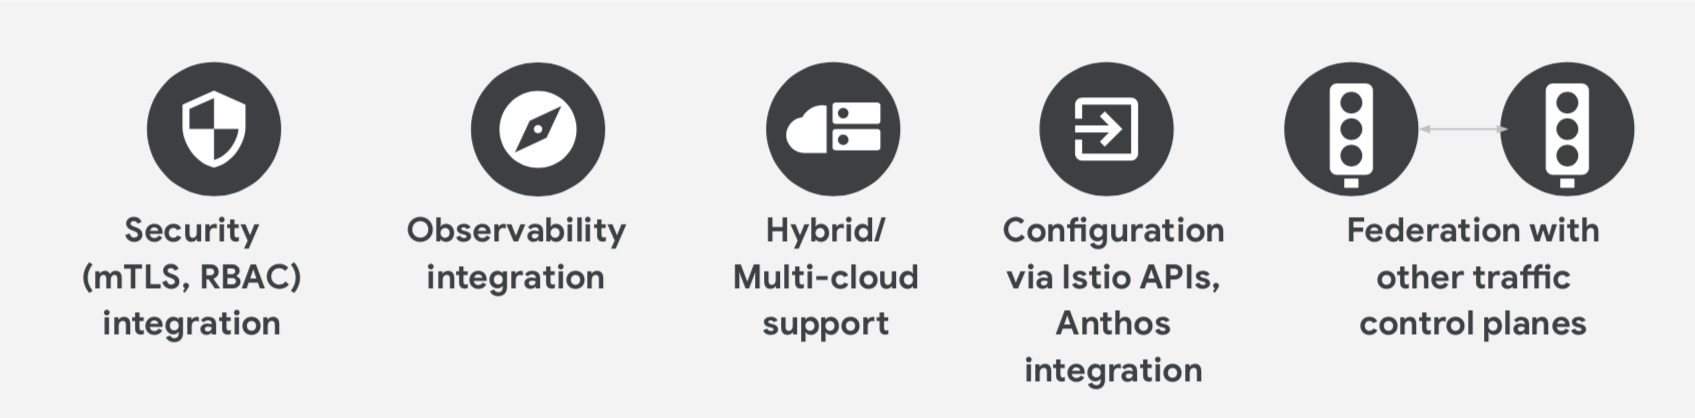 Security
(mTLS, RBAC)
integration
Observability
integration
Hybrid/
Multi-cloud
support
Configuration
via Istio APIs,
Anthos
integration
Federation with
other traffic
control planes